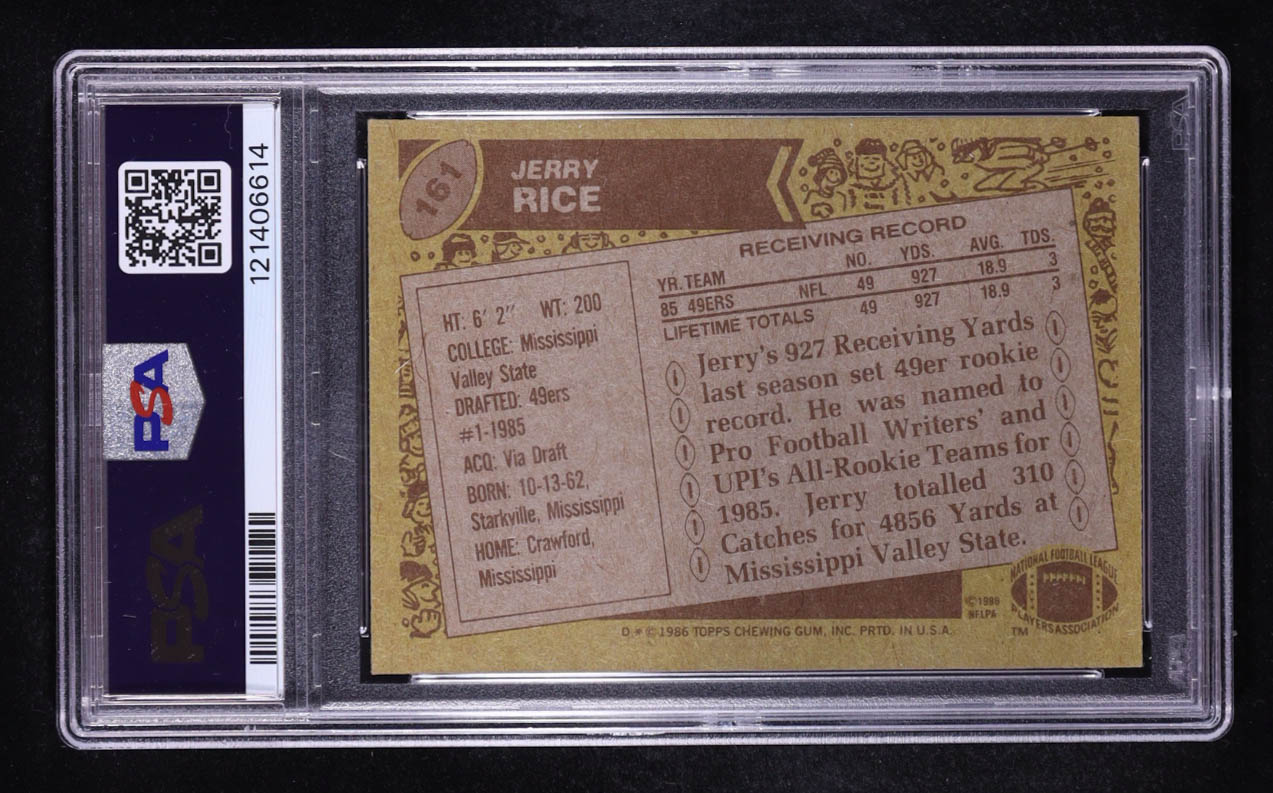 PSA
121406614
PSA
161
JERRY
RICE
RECEIVING RECORD
YR. TEAM NO. YDS. AVG. TDS.
85 49ERS NFL 49 927 18.9 3
LIFETIME TOTALS 49 927 18.9 3
HT: 6' 2" WT: 200
COLLEGE: Mississippi
Valley State
DRAFTED: 49ers
#1-1985
ACQ: Via Draft
BORN: 10-13-62,
Starkville, Mississippi
HOME: Crawford,
Mississippi
Jerry's 927 Receiving Yards
last season set 49er rookie
record. He was named to
Pro Football Writers' and
UPI's All-Rookie Teams for
1985. Jerry totalled 310
Catches for 4856 Yards at
Mississippi Valley State.
D * © 1986 TOPPS CHEWING GUM, INC. PRTD. IN U.S.A.
© 1986
NFLPA
NATIONAL FOOTBALL LEAGUE
PLAYERS ASSOCIATION
TM
PSA